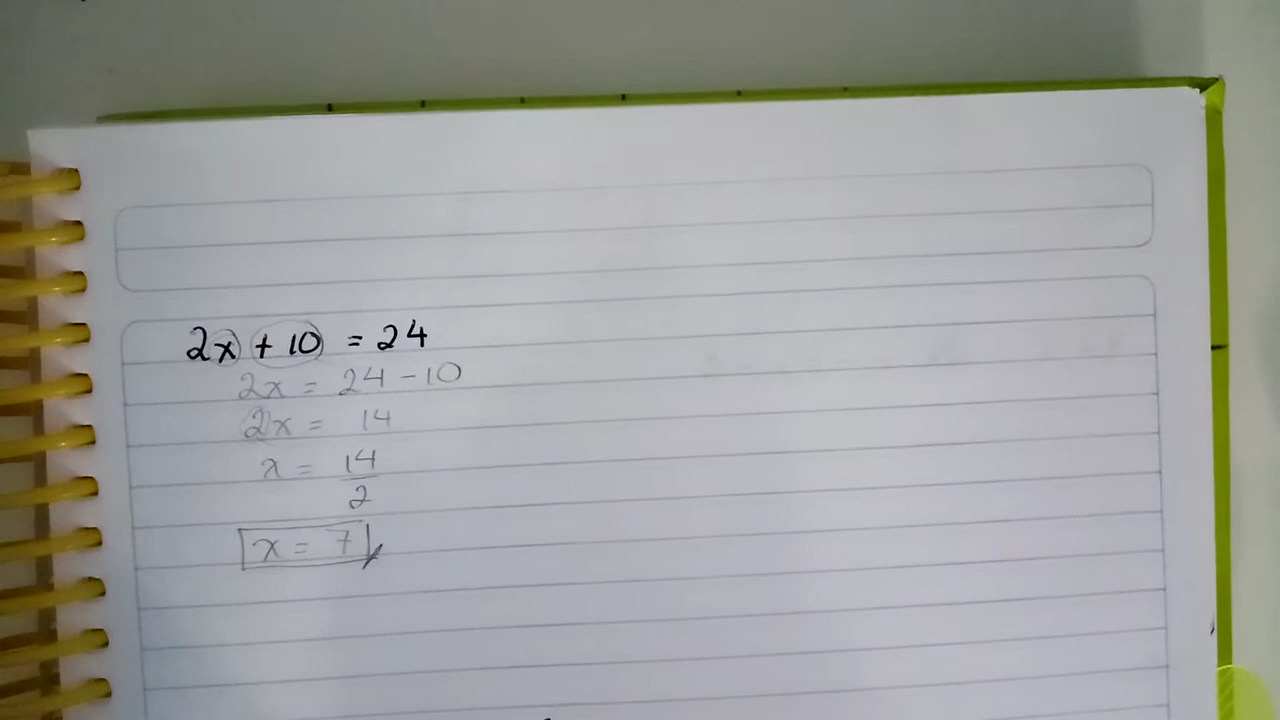 2x + 10 = 24
2x = 24 - 10
2x = 14
x = 14
2
x = 7